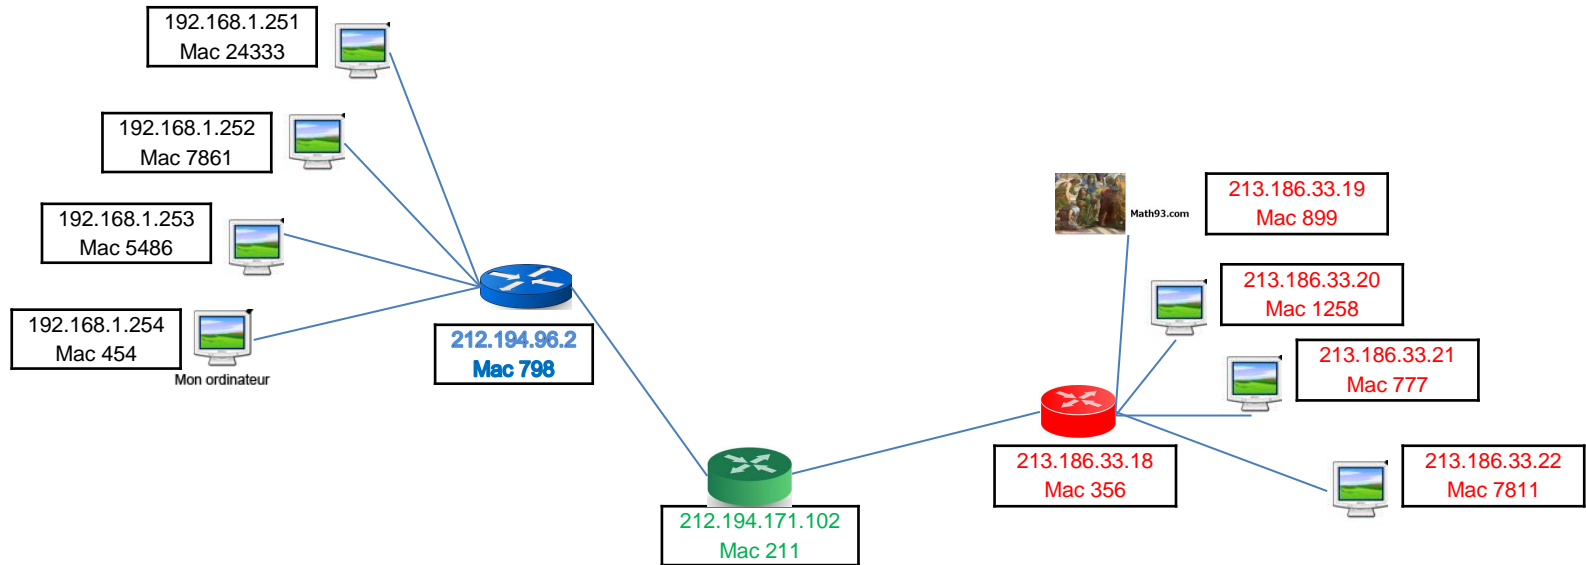 192.168.1.251
Mac 24333
192.168.1.252
Mac 7861
192.168.1.253
Mac 5486
192.168.1.254
Mac 454
Mon ordinateur
212.194.96.2
Mac 798
212.194.171.102
Mac 211
213.186.33.18
Mac 356
Math93.com
213.186.33.19
Mac 899
213.186.33.20
Mac 1258
213.186.33.21
Mac 777
213.186.33.22
Mac 7811